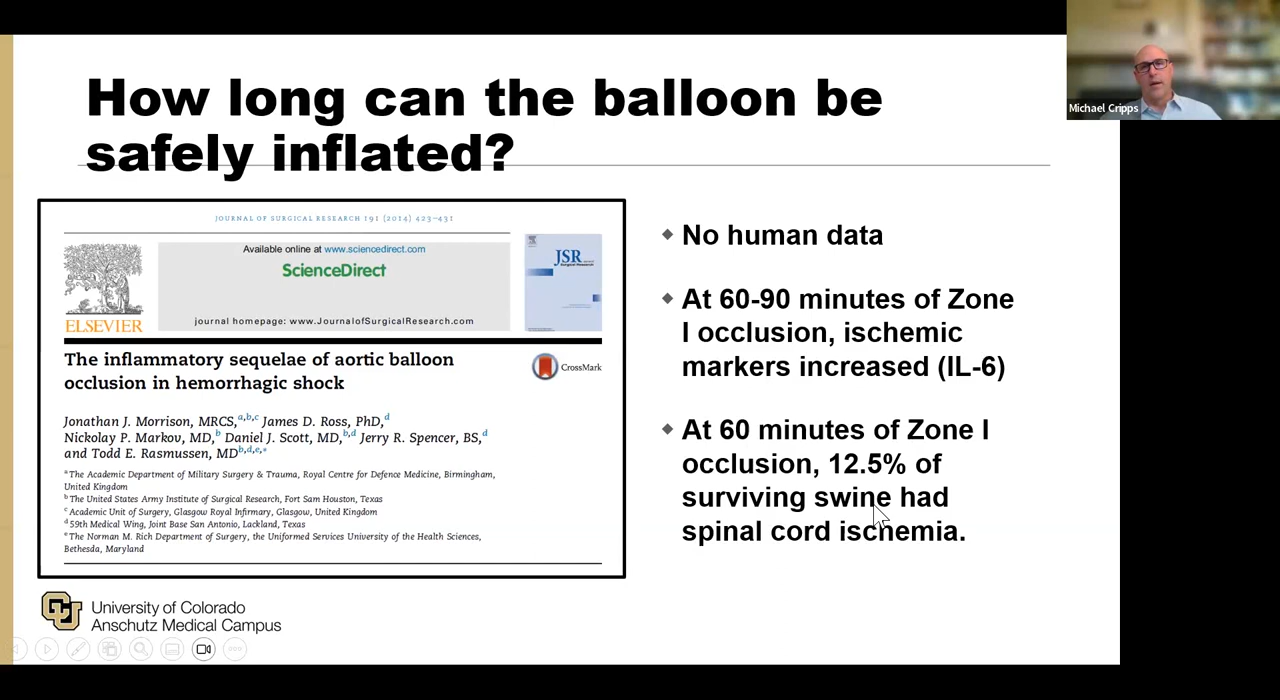 How long can the balloon be
safely inflated?
Michael Cripps
JOURNAL OF SURGICAL RESEARCH 191 (2014) 423–431
Available online at www.sciencedirect.com
ScienceDirect
journal homepage: www.JournalofSurgicalResearch.com
ELSEVIER
JSR
The inflammatory sequelae of aortic balloon
occlusion in hemorrhagic shock
CrossMark
Jonathan J. Morrison, MRCS,a,b,c James D. Ross, PhD,d
Nickolay P. Markov, MD,b Daniel J. Scott, MD,b,d Jerry R. Spencer, BS,d
and Todd E. Rasmussen, MDb,d,e,*
a The Academic Department of Military Surgery & Trauma, Royal Centre for Defence Medicine, Birmingham,
United Kingdom
b The United States Army Institute of Surgical Research, Fort Sam Houston, Texas
c Academic Unit of Surgery, Glasgow Royal Infirmary, Glasgow, United Kingdom
d 59th Medical Wing, Joint Base San Antonio, Lackland, Texas
e The Norman M. Rich Department of Surgery, the Uniformed Services University of the Health Sciences,
Bethesda, Maryland
No human data
At 60-90 minutes of Zone
I occlusion, ischemic
markers increased (IL-6)
At 60 minutes of Zone I
occlusion, 12.5% of
surviving swine had
spinal cord ischemia.
University of Colorado
Anschutz Medical Campus